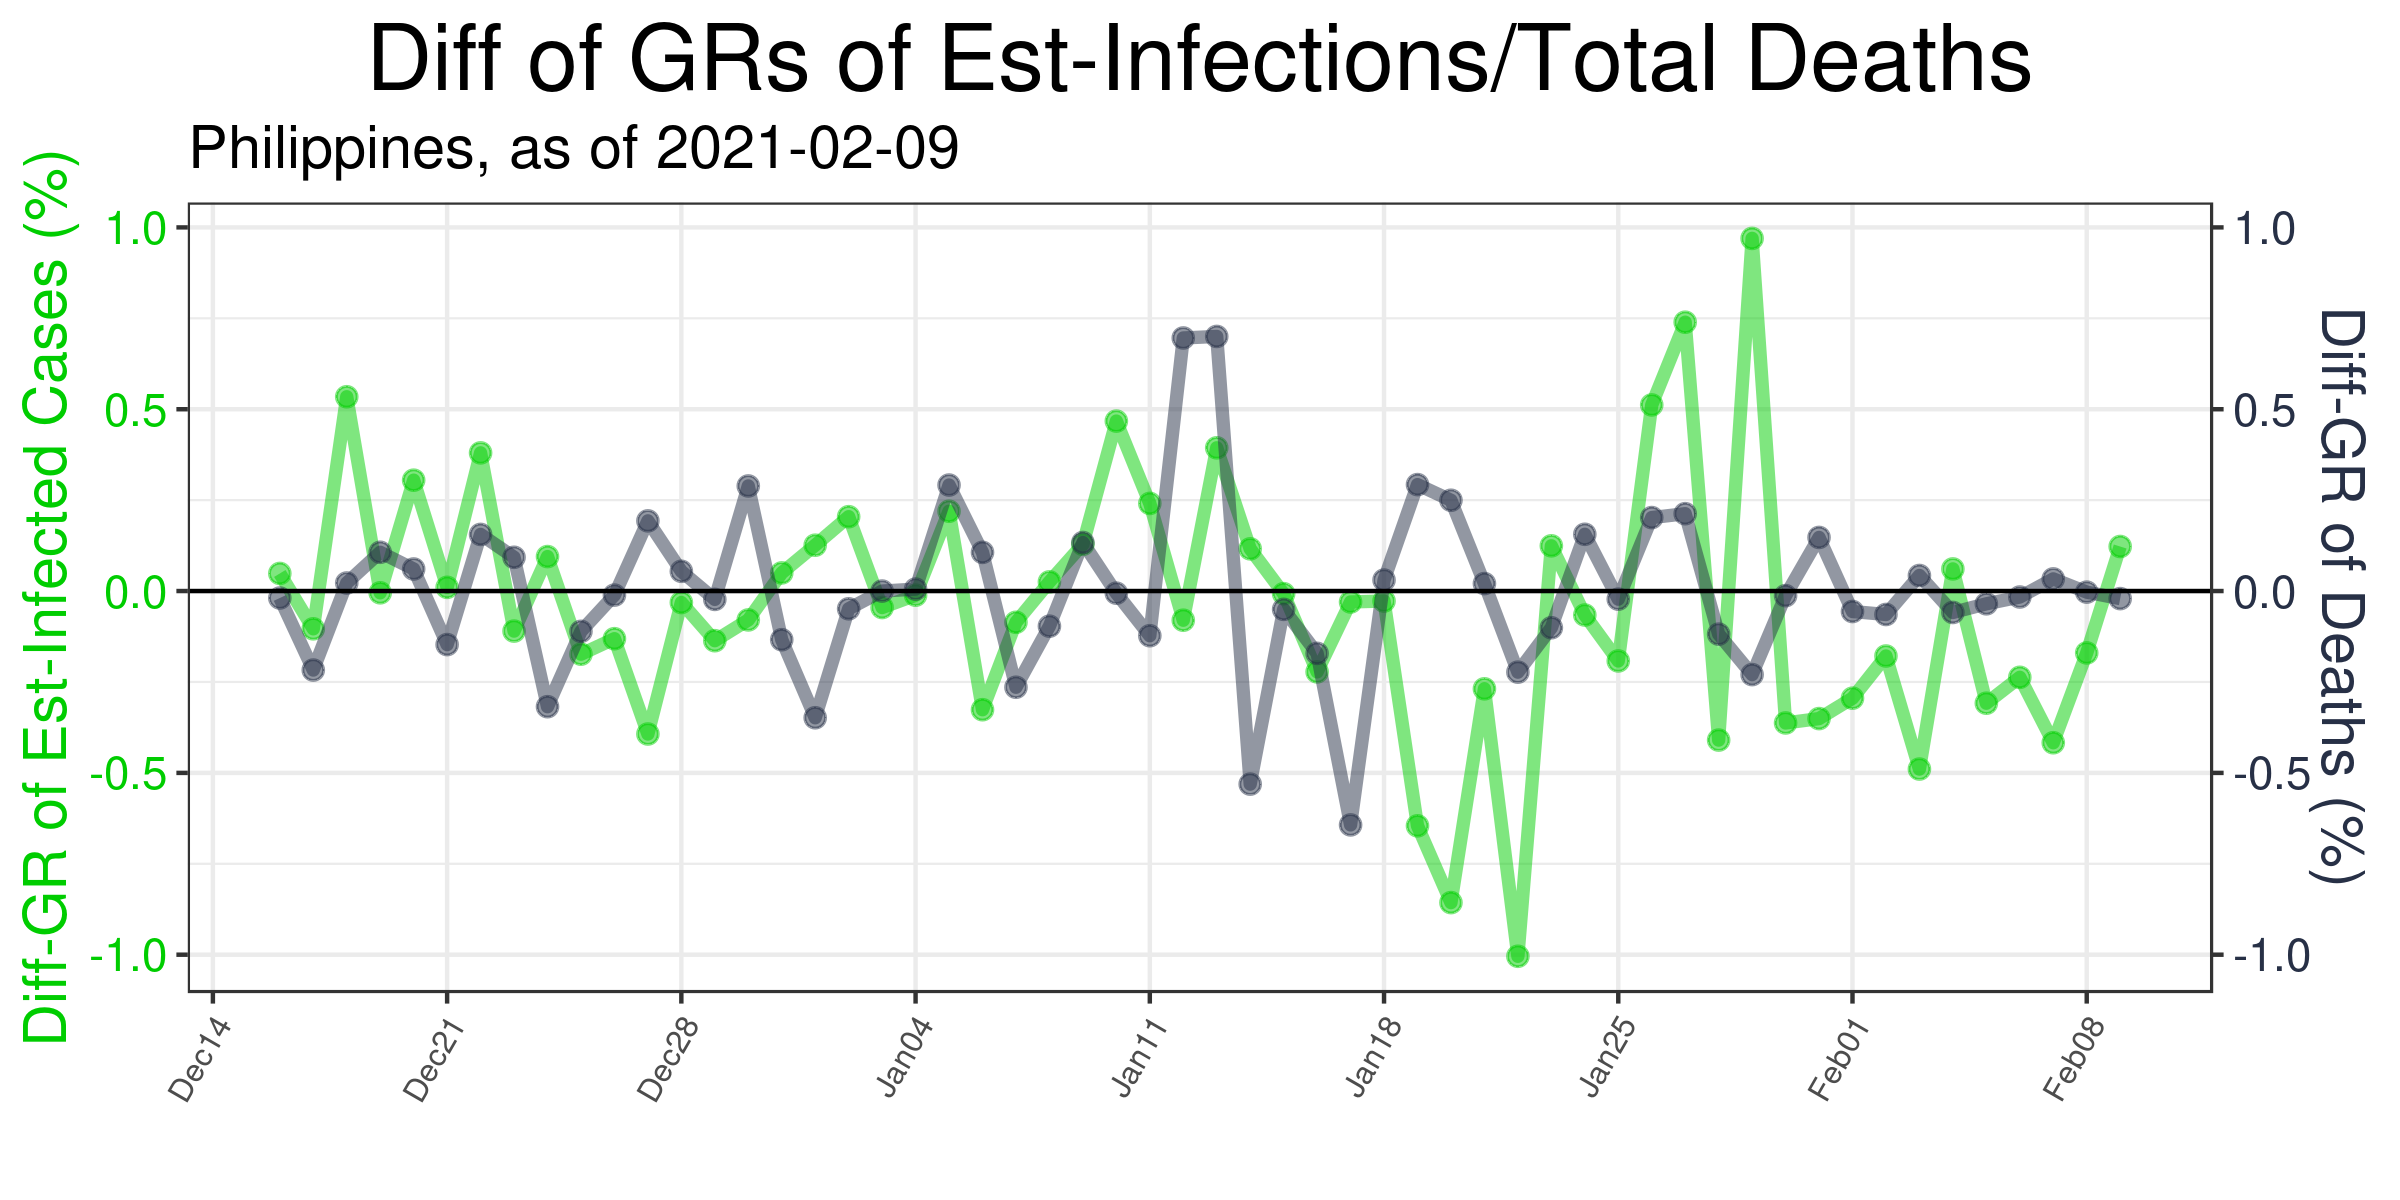 Diff of GRs of Est-Infections/Total Deaths
Philippines, as of 2021-02-09
Diff-GR of Est-Infected Cases (%)
1.0
0.5
0.0
-0.5
-1.0
1.0
0.5
0.0
-0.5
-1.0
Diff-GR of Deaths (%)
Dec14
Dec21
Dec28
Jan04
Jan11
Jan18
Jan25
Feb01
Feb08